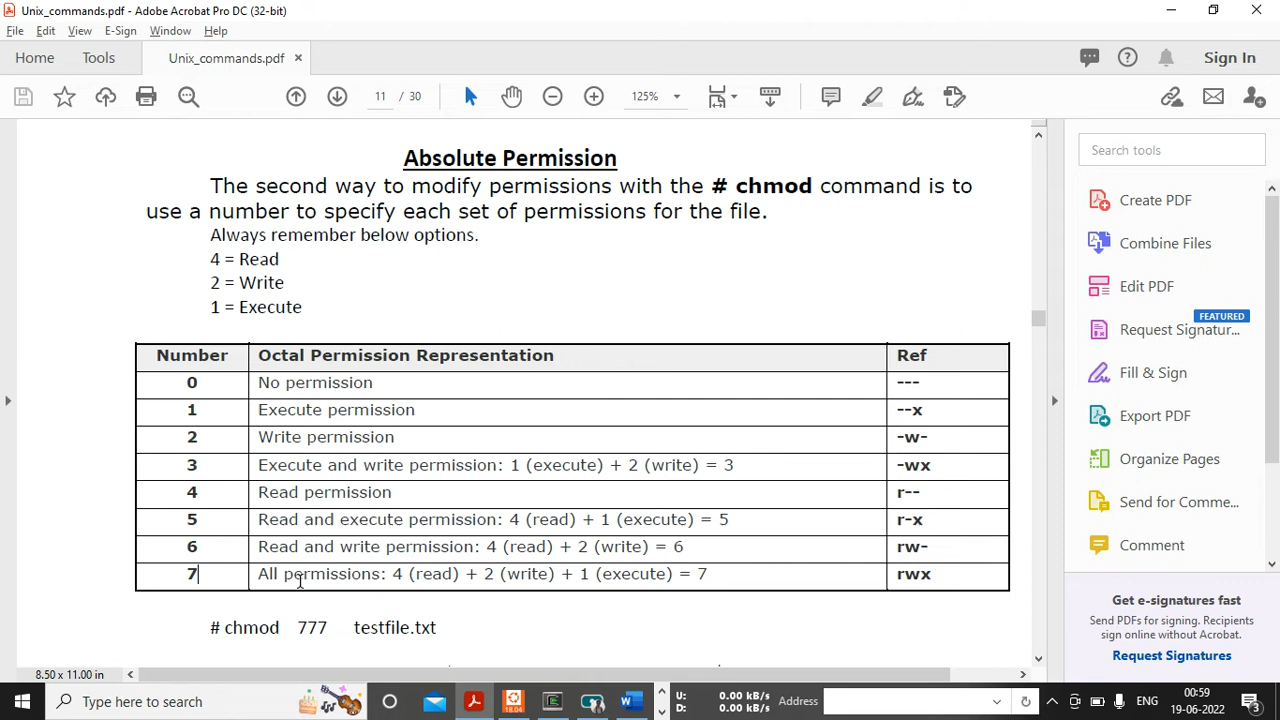 Unix_commands.pdf - Adobe Acrobat Pro DC (32-bit)
File Edit View E-Sign Window Help
Home Tools Unix_commands.pdf × Sign In
11 / 30 125%
Absolute Permission
The second way to modify permissions with the # chmod command is to
use a number to specify each set of permissions for the file.
Always remember below options.
4 = Read
2 = Write
1 = Execute
Number Octal Permission Representation Ref
0 No permission ---
1 Execute permission --x
2 Write permission -w-
3 Execute and write permission: 1 (execute) + 2 (write) = 3 -wx
4 Read permission r--
5 Read and execute permission: 4 (read) + 1 (execute) = 5 r-x
6 Read and write permission: 4 (read) + 2 (write) = 6 rw-
7 All permissions: 4 (read) + 2 (write) + 1 (execute) = 7 rwx
# chmod 777 testfile.txt
8.50 x 11.00 in
Search tools
Create PDF
Combine Files
Edit PDF
FEATURED
Request Signatur...
Fill & Sign
Export PDF
Organize Pages
Send for Comme...
Comment
Get e-signatures fast
Send PDFs for signing. Recipients
sign online without Acrobat.
Request Signatures
Type here to search
18.04
U: 0.00 kB/s
D: 0.00 kB/s
Address
ENG
00:59
19-06-2022
3